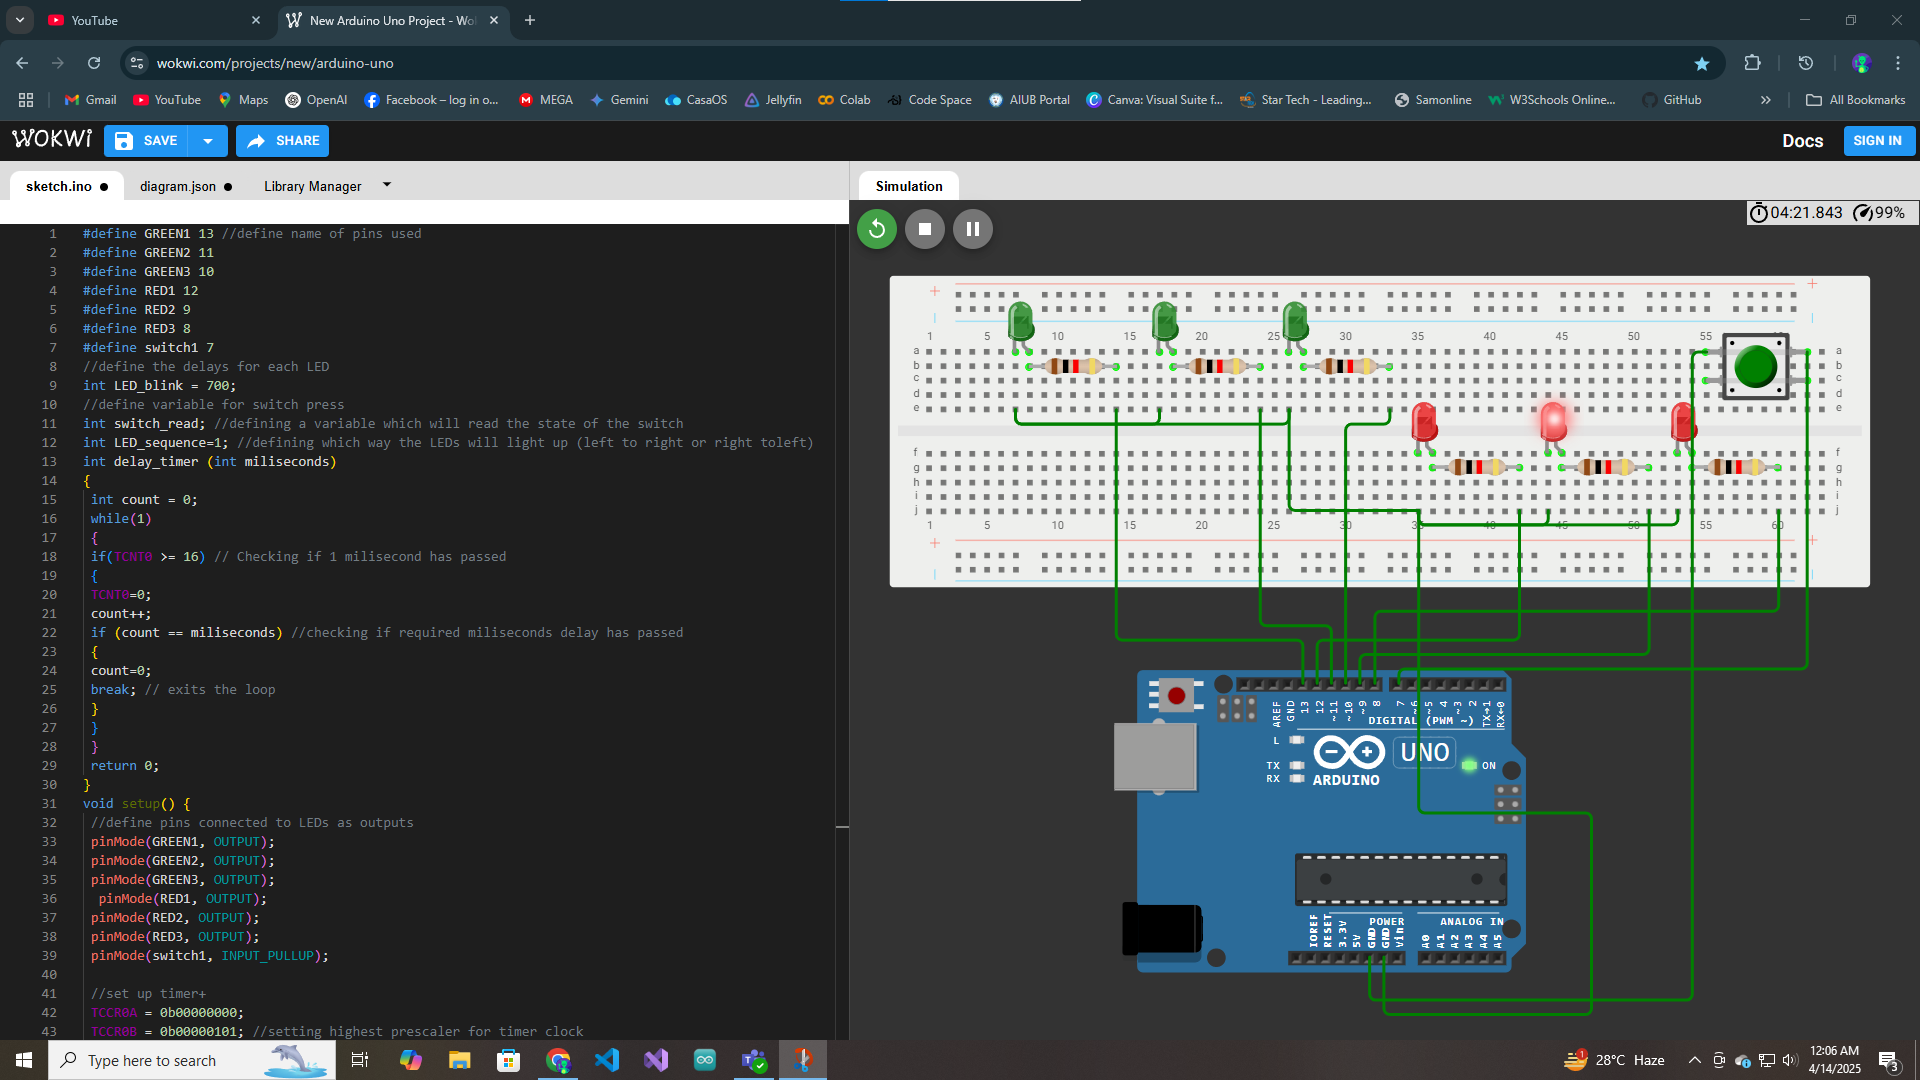 YouTube
New Arduino Uno Project - Wo
wokwi.com/projects/new/arduino-uno
Gmail YouTube Maps OpenAI Facebook – log in o... MEGA Gemini CasaOS Jellyfin Colab Code Space AIUB Portal Canva: Visual Suite f... Star Tech - Leading... Samonline W3Schools Online... GitHub All Bookmarks
WOKWi SAVE SHARE Docs SIGN IN
sketch.ino diagram.json Library Manager
Simulation
04:21.843 99%
1 #define GREEN1 13 //define name of pins used
2 #define GREEN2 11
3 #define GREEN3 10
4 #define RED1 12
5 #define RED2 9
6 #define RED3 8
7 #define switch1 7
8 //define the delays for each LED
9 int LED_blink = 700;
10 //define variable for switch press
11 int switch_read; //defining a variable which will read the state of the switch
12 int LED_sequence=1; //defining which way the LEDs will light up (left to right or right toleft)
13 int delay_timer (int miliseconds)
14 {
15 int count = 0;
16 while(1)
17 {
18 if(TCNT0 >= 16) // Checking if 1 milisecond has passed
19 {
20 TCNT0=0;
21 count++;
22 if (count == miliseconds) //checking if required miliseconds delay has passed
23 {
24 count=0;
25 break; // exits the loop
26 }
27 }
28 }
29 return 0;
30 }
31 void setup() {
32 //define pins connected to LEDs as outputs
33 pinMode(GREEN1, OUTPUT);
34 pinMode(GREEN2, OUTPUT);
35 pinMode(GREEN3, OUTPUT);
36 pinMode(RED1, OUTPUT);
37 pinMode(RED2, OUTPUT);
38 pinMode(RED3, OUTPUT);
39 pinMode(switch1, INPUT_PULLUP);
40
41 //set up timer+
42 TCCR0A = 0b00000000;
43 TCCR0B = 0b00000101; //setting highest prescaler for timer clock
1 5 10 15 20 25 30 35 40 45 50 55 60
a a
b b
c c
d d
e e
f f
g g
h h
i i
j j
1 5 10 15 20 25 30 35 40 45 50 55 60
AREF GND 13 12 ~11 ~10 ~9 8 7 ~6 ~5 4 ~3 2 TX→1 RX←0
DIGITAL (PWM ~)
L
TX
RX
UNO
ON
ARDUINO
POWER ANALOG IN
IOREF RESET 3.3V 5V GND GND Vin A0 A1 A2 A3 A4 A5
Type here to search
1
28°C Haze
12:06 AM
4/14/2025
3